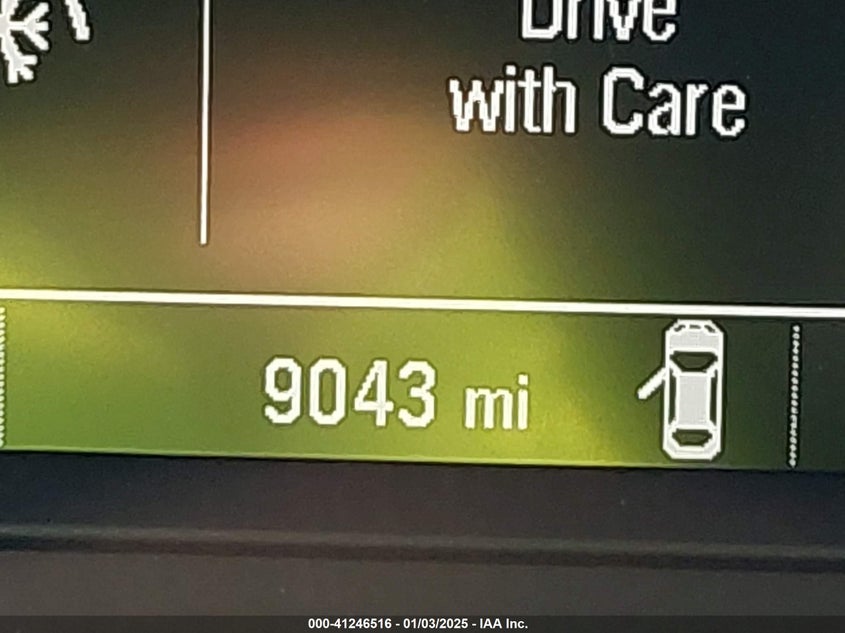 Drive
with Care
9043 mi
000-41246516 - 01/03/2025 - IAA Inc.